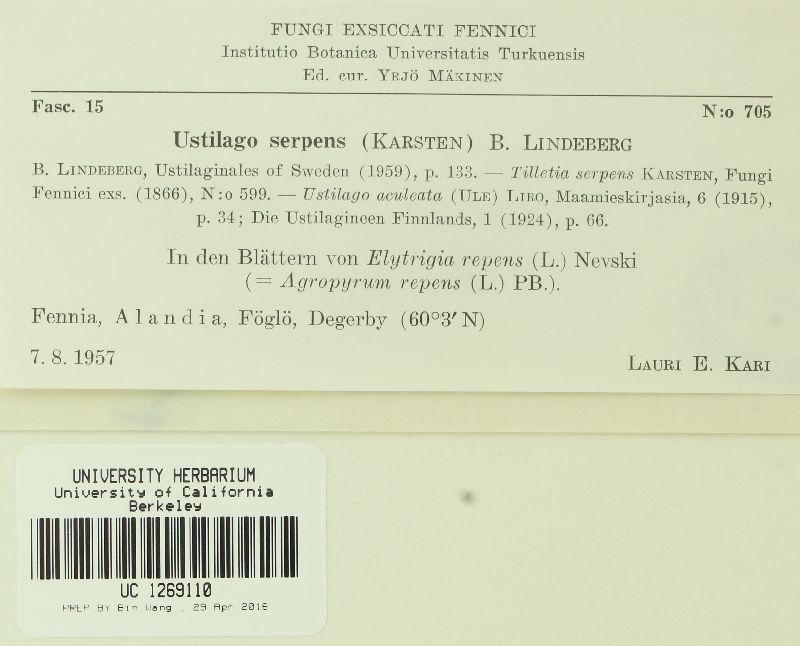 FUNGI EXSICCATI FENNICI
Institutio Botanica Universitatis Turkuensis
Ed. cur. YRJÖ MÄKINEN
Fasc. 15 N:o 705
Ustilago serpens (KARSTEN) B. LINDEBERG
B. LINDEBERG, Ustilaginales of Sweden (1959), p. 133. — Tilletia serpens KARSTEN, Fungi
Fennici exs. (1866), N:o 599. — Ustilago aculeata (ULE) LIRO, Maamieskirjasia, 6 (1915),
p. 34; Die Ustilagineen Finnlands, 1 (1924), p. 66.
In den Blättern von Elytrigia repens (L.) Nevski
(= Agropyrum repens (L.) PB.).
Fennia, Alandia, Föglö, Degerby (60°3′ N)
7. 8. 1957 LAURI E. KARI
UNIVERSITY HERBARIUM
University of California
Berkeley
UC 1269110
PREP BY Bin Wang , 29 Apr 2016